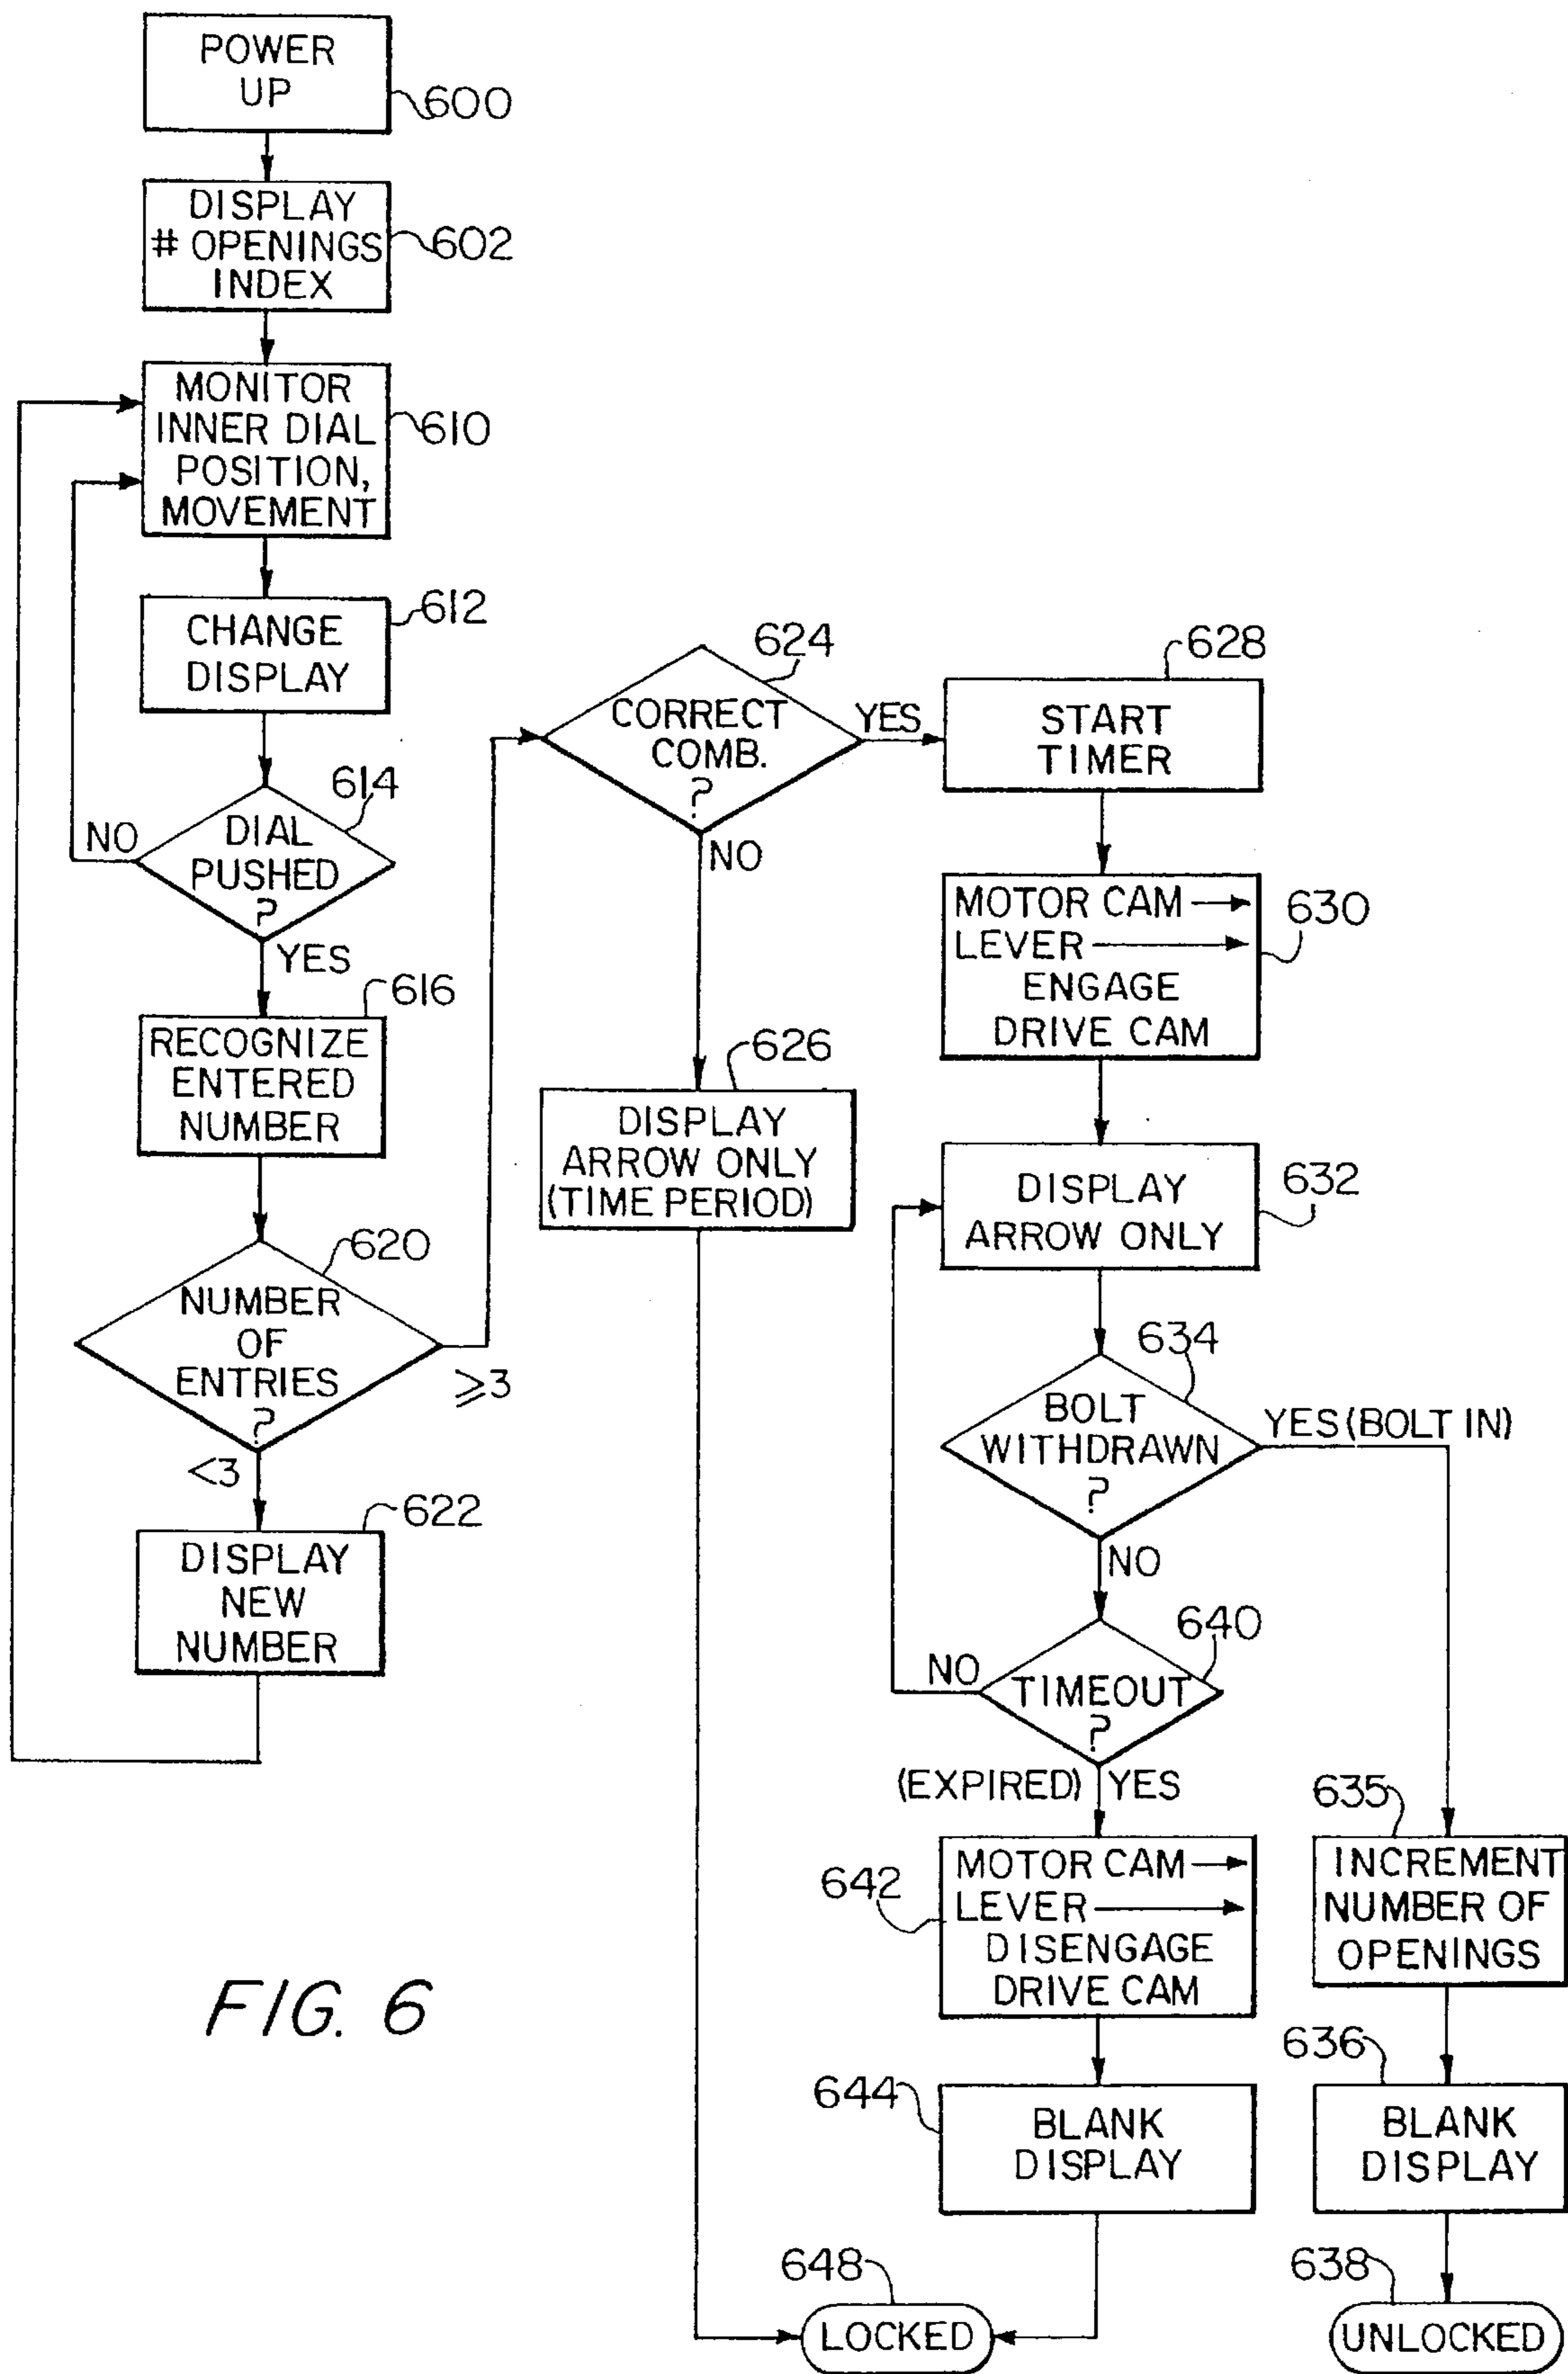 POWER
UP
600
DISPLAY
# OPENINGS
INDEX
602
MONITOR
INNER DIAL
POSITION,
MOVEMENT
610
CHANGE
DISPLAY
612
614
NO
DIAL
PUSHED
?
YES
616
RECOGNIZE
ENTERED
NUMBER
620
NUMBER
OF
ENTRIES
?
≥3
<3
622
DISPLAY
NEW
NUMBER
624
CORRECT
COMB.
?
YES
NO
626
DISPLAY
ARROW ONLY
(TIME PERIOD)
628
START
TIMER
MOTOR CAM →
LEVER →
ENGAGE
DRIVE CAM
630
DISPLAY
ARROW ONLY
632
634
BOLT
WITHDRAWN
?
YES (BOLT IN)
NO
640
NO
TIMEOUT
?
(EXPIRED) YES
642
MOTOR CAM →
LEVER →
DISENGAGE
DRIVE CAM
644
BLANK
DISPLAY
635
INCREMENT
NUMBER OF
OPENINGS
636
BLANK
DISPLAY
648
LOCKED
638
UNLOCKED
FIG. 6